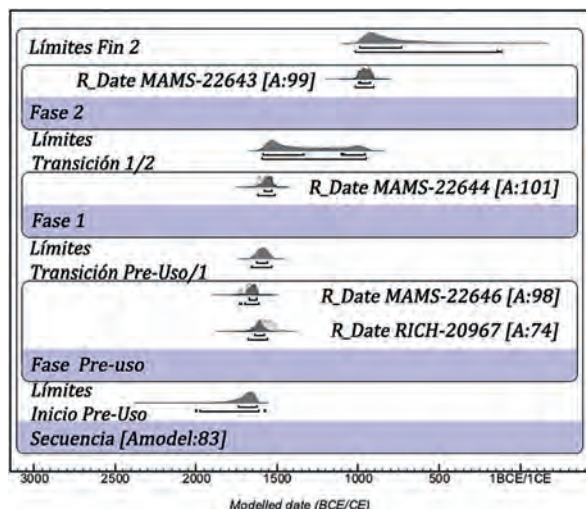 Límites Fin 2
R_Date MAMS-22643 [A:99]
Fase 2
Límites
Transición 1/2
R_Date MAMS-22644 [A:101]
Fase 1
Límites
Transición Pre-Uso/1
R_Date MAMS-22646 [A:98]
R_Date RICH-20967 [A:74]
Fase Pre-uso
Límites
Inicio Pre-Uso
Secuencia [Amodel:83]
3000 2500 2000 1500 1000 500 1BCE/1CE
Modelled date (BCE/CE)